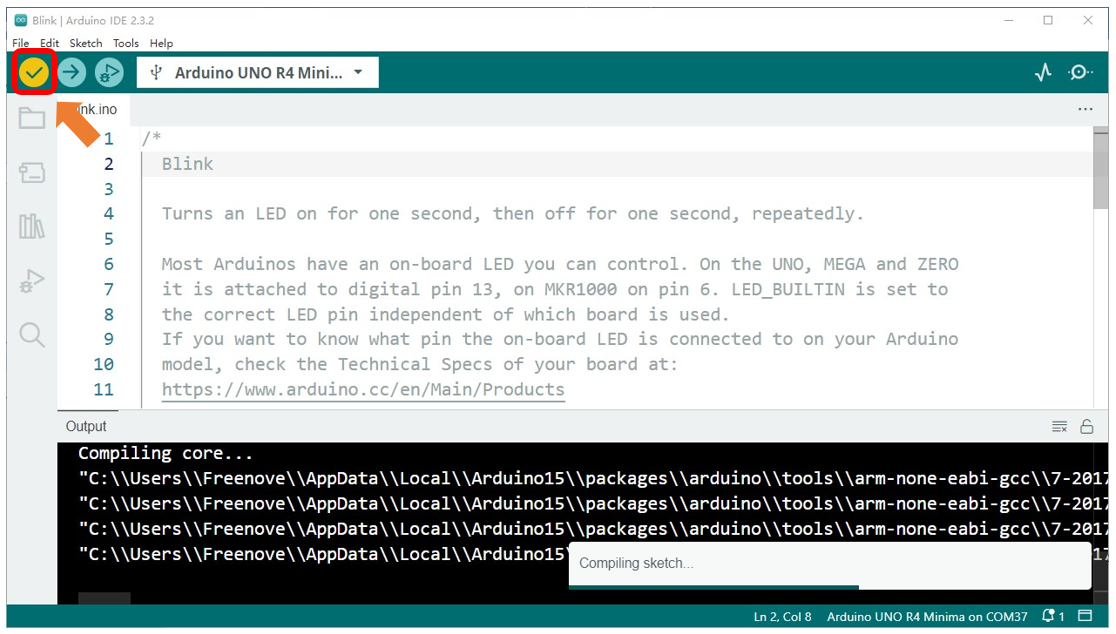 Blink | Arduino IDE 2.3.2
File Edit Sketch Tools Help
Arduino UNO R4 Mini...
nk.ino
1 /*
2 Blink
3
4 Turns an LED on for one second, then off for one second, repeatedly.
5
6 Most Arduinos have an on-board LED you can control. On the UNO, MEGA and ZERO
7 it is attached to digital pin 13, on MKR1000 on pin 6. LED_BUILTIN is set to
8 the correct LED pin independent of which board is used.
9 If you want to know what pin the on-board LED is connected to on your Arduino
10 model, check the Technical Specs of your board at:
11 https://www.arduino.cc/en/Main/Products
Output
Compiling core...
"C:\\Users\\Freenove\\AppData\\Local\\Arduino15\\packages\\arduino\\tools\\arm-none-eabi-gcc\\7-2017
"C:\\Users\\Freenove\\AppData\\Local\\Arduino15\\packages\\arduino\\tools\\arm-none-eabi-gcc\\7-2017
"C:\\Users\\Freenove\\AppData\\Local\\Arduino15\\packages\\arduino\\tools\\arm-none-eabi-gcc\\7-2017
"C:\\Users\\Freenove\\AppData\\Local\\Arduino15\
Compiling sketch...
Ln 2, Col 8 Arduino UNO R4 Minima on COM37 1